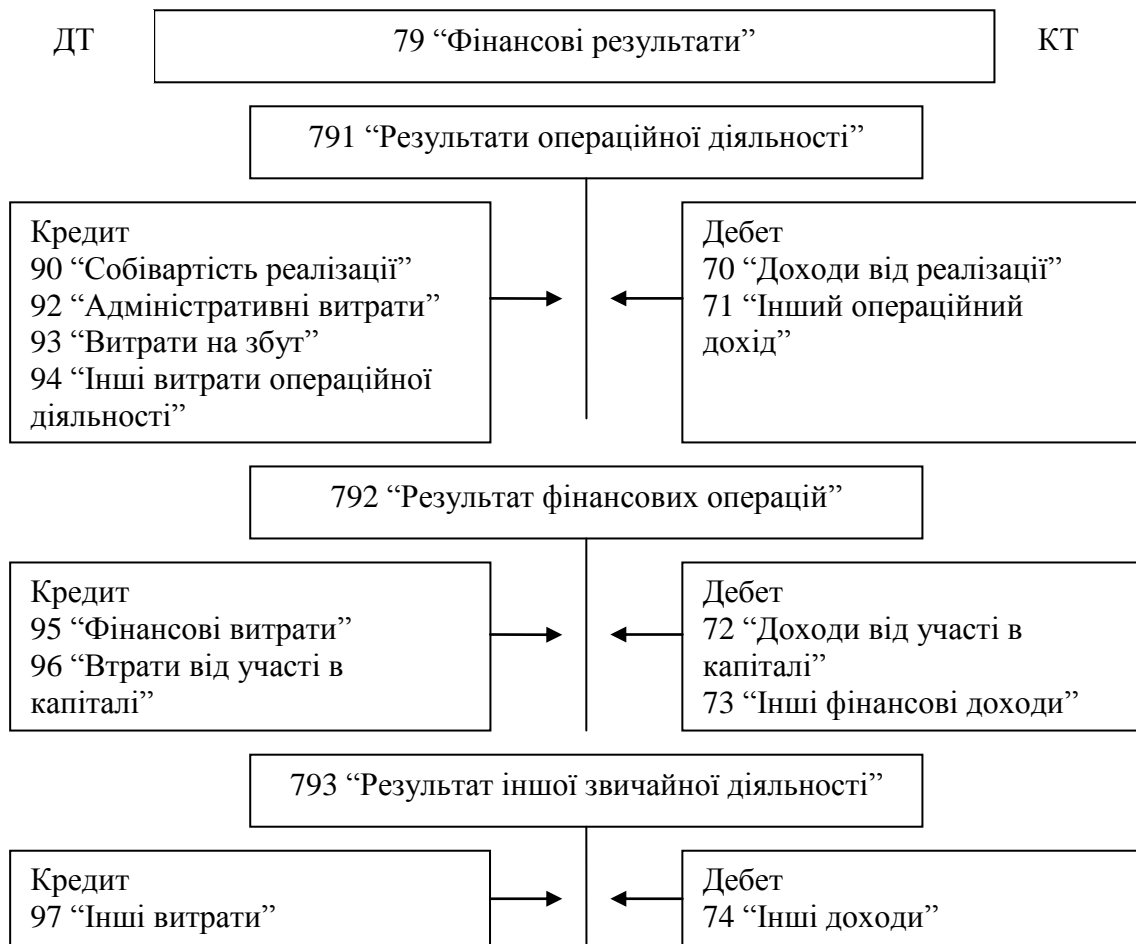 ДТ 79 “Фінансові результати” КТ
791 “Результати операційної діяльності”
Кредит
90 “Собівартість реалізації”
92 “Адміністративні витрати”
93 “Витрати на збут”
94 “Інші витрати операційної
діяльності”
Дебет
70 “Доходи від реалізації”
71 “Інший операційний
дохід”
792 “Результат фінансових операцій”
Кредит
95 “Фінансові витрати”
96 “Втрати від участі в
капіталі”
Дебет
72 “Доходи від участі в
капіталі”
73 “Інші фінансові доходи”
793 “Результат іншої звичайної діяльності”
Кредит
97 “Інші витрати”
Дебет
74 “Інші доходи”